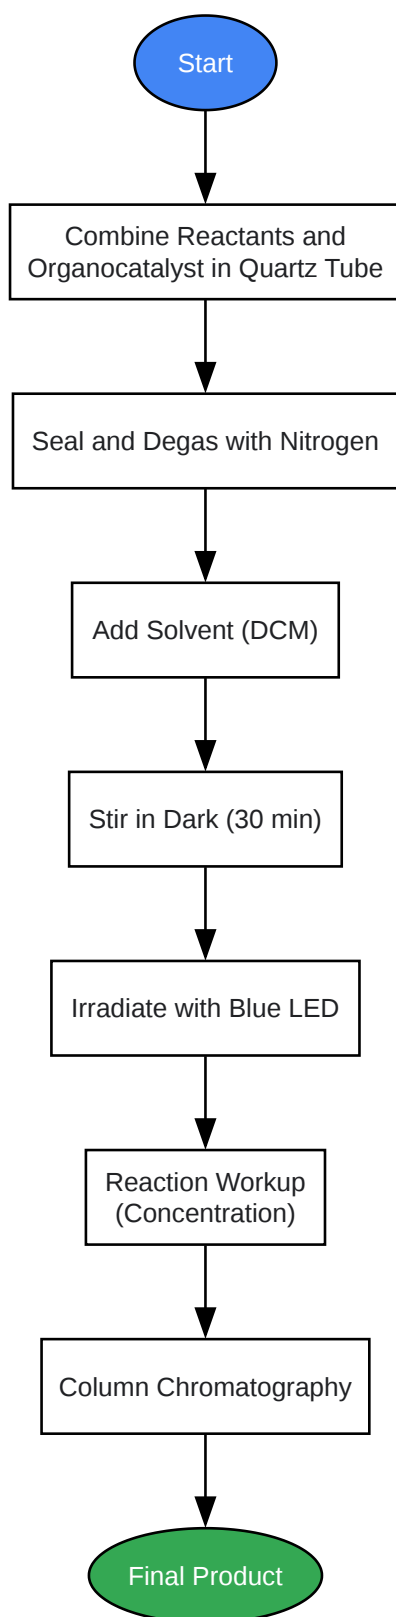 Start
Combine Reactants and
Organocatalyst in Quartz Tube
Seal and Degas with Nitrogen
Add Solvent (DCM)
Stir in Dark (30 min)
Irradiate with Blue LED
Reaction Workup
(Concentration)
Column Chromatography
Final Product